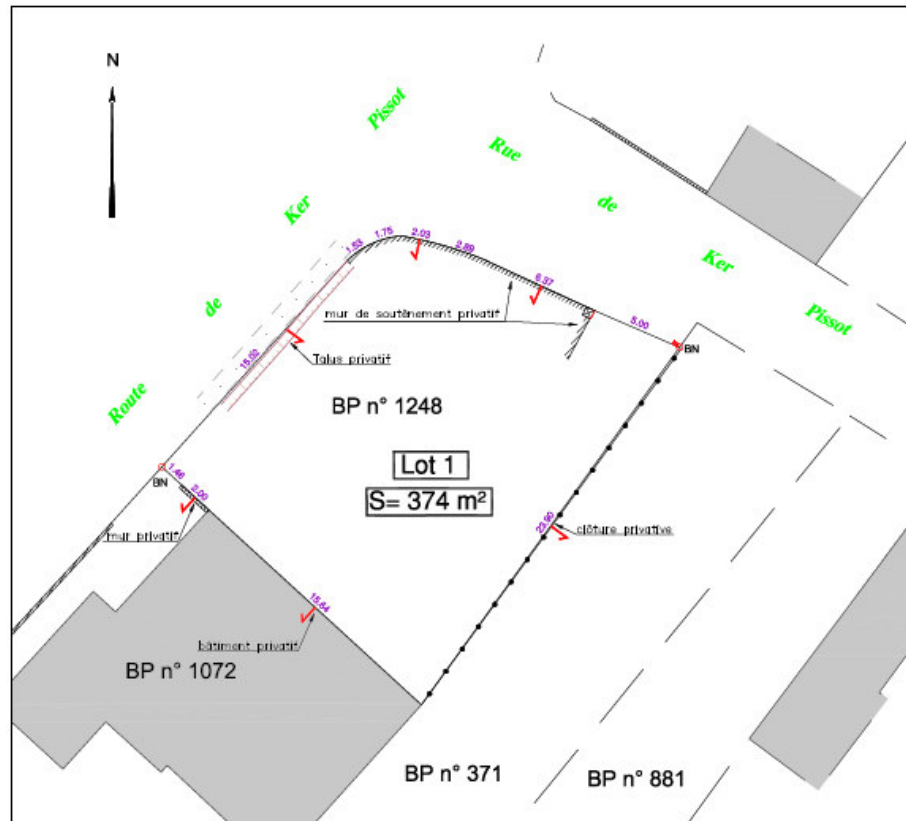 N
Route de Ker Pissot
Rue de Ker Pissot
1.53
1.75
2.03
2.89
6.37
5.00
BN
mur de soutènement privatif
15.02
Talus privatif
BP n° 1248
Lot 1
S= 374 m²
BN
1.46
2.00
mur privatif
23.90
clôture privative
15.64
bâtiment privatif
BP n° 1072
BP n° 371
BP n° 881